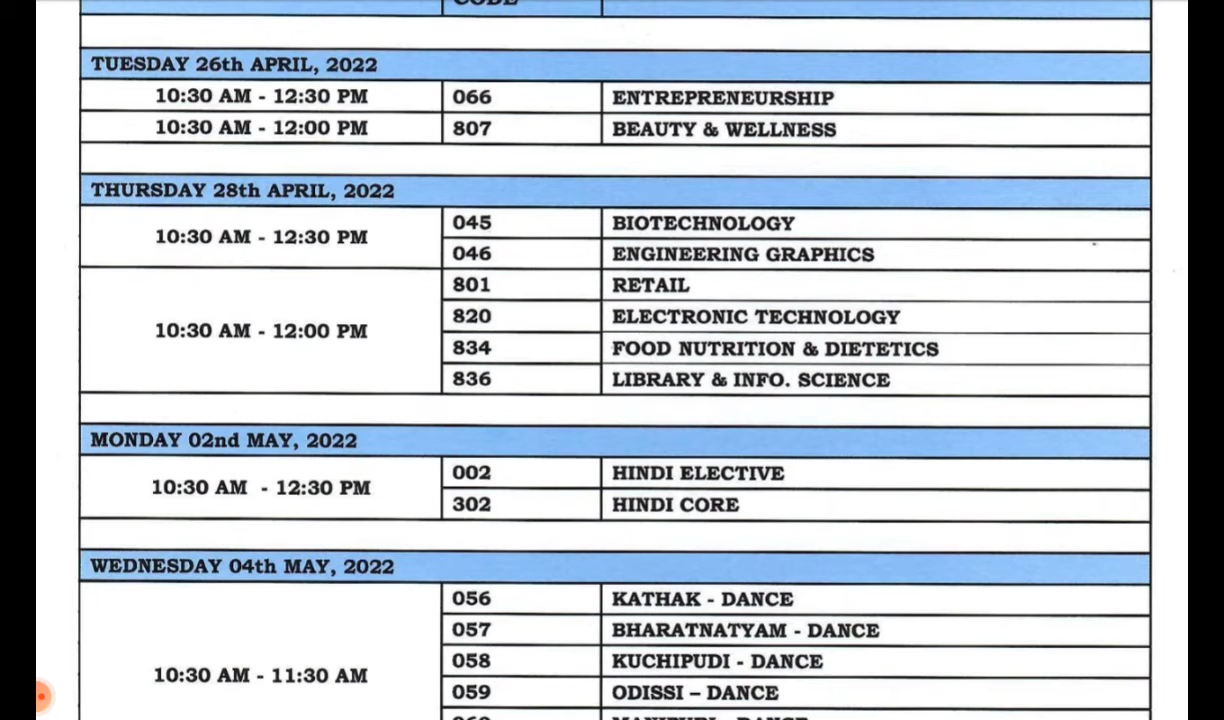 CODE
TUESDAY 26th APRIL, 2022
10:30 AM - 12:30 PM 066 ENTREPRENEURSHIP
10:30 AM - 12:00 PM 807 BEAUTY & WELLNESS
THURSDAY 28th APRIL, 2022
10:30 AM - 12:30 PM 045 BIOTECHNOLOGY
046 ENGINEERING GRAPHICS
10:30 AM - 12:00 PM 801 RETAIL
820 ELECTRONIC TECHNOLOGY
834 FOOD NUTRITION & DIETETICS
836 LIBRARY & INFO. SCIENCE
MONDAY 02nd MAY, 2022
10:30 AM - 12:30 PM 002 HINDI ELECTIVE
302 HINDI CORE
WEDNESDAY 04th MAY, 2022
10:30 AM - 11:30 AM 056 KATHAK - DANCE
057 BHARATNATYAM - DANCE
058 KUCHIPUDI - DANCE
059 ODISSI – DANCE
060 MANIPURI - DANCE